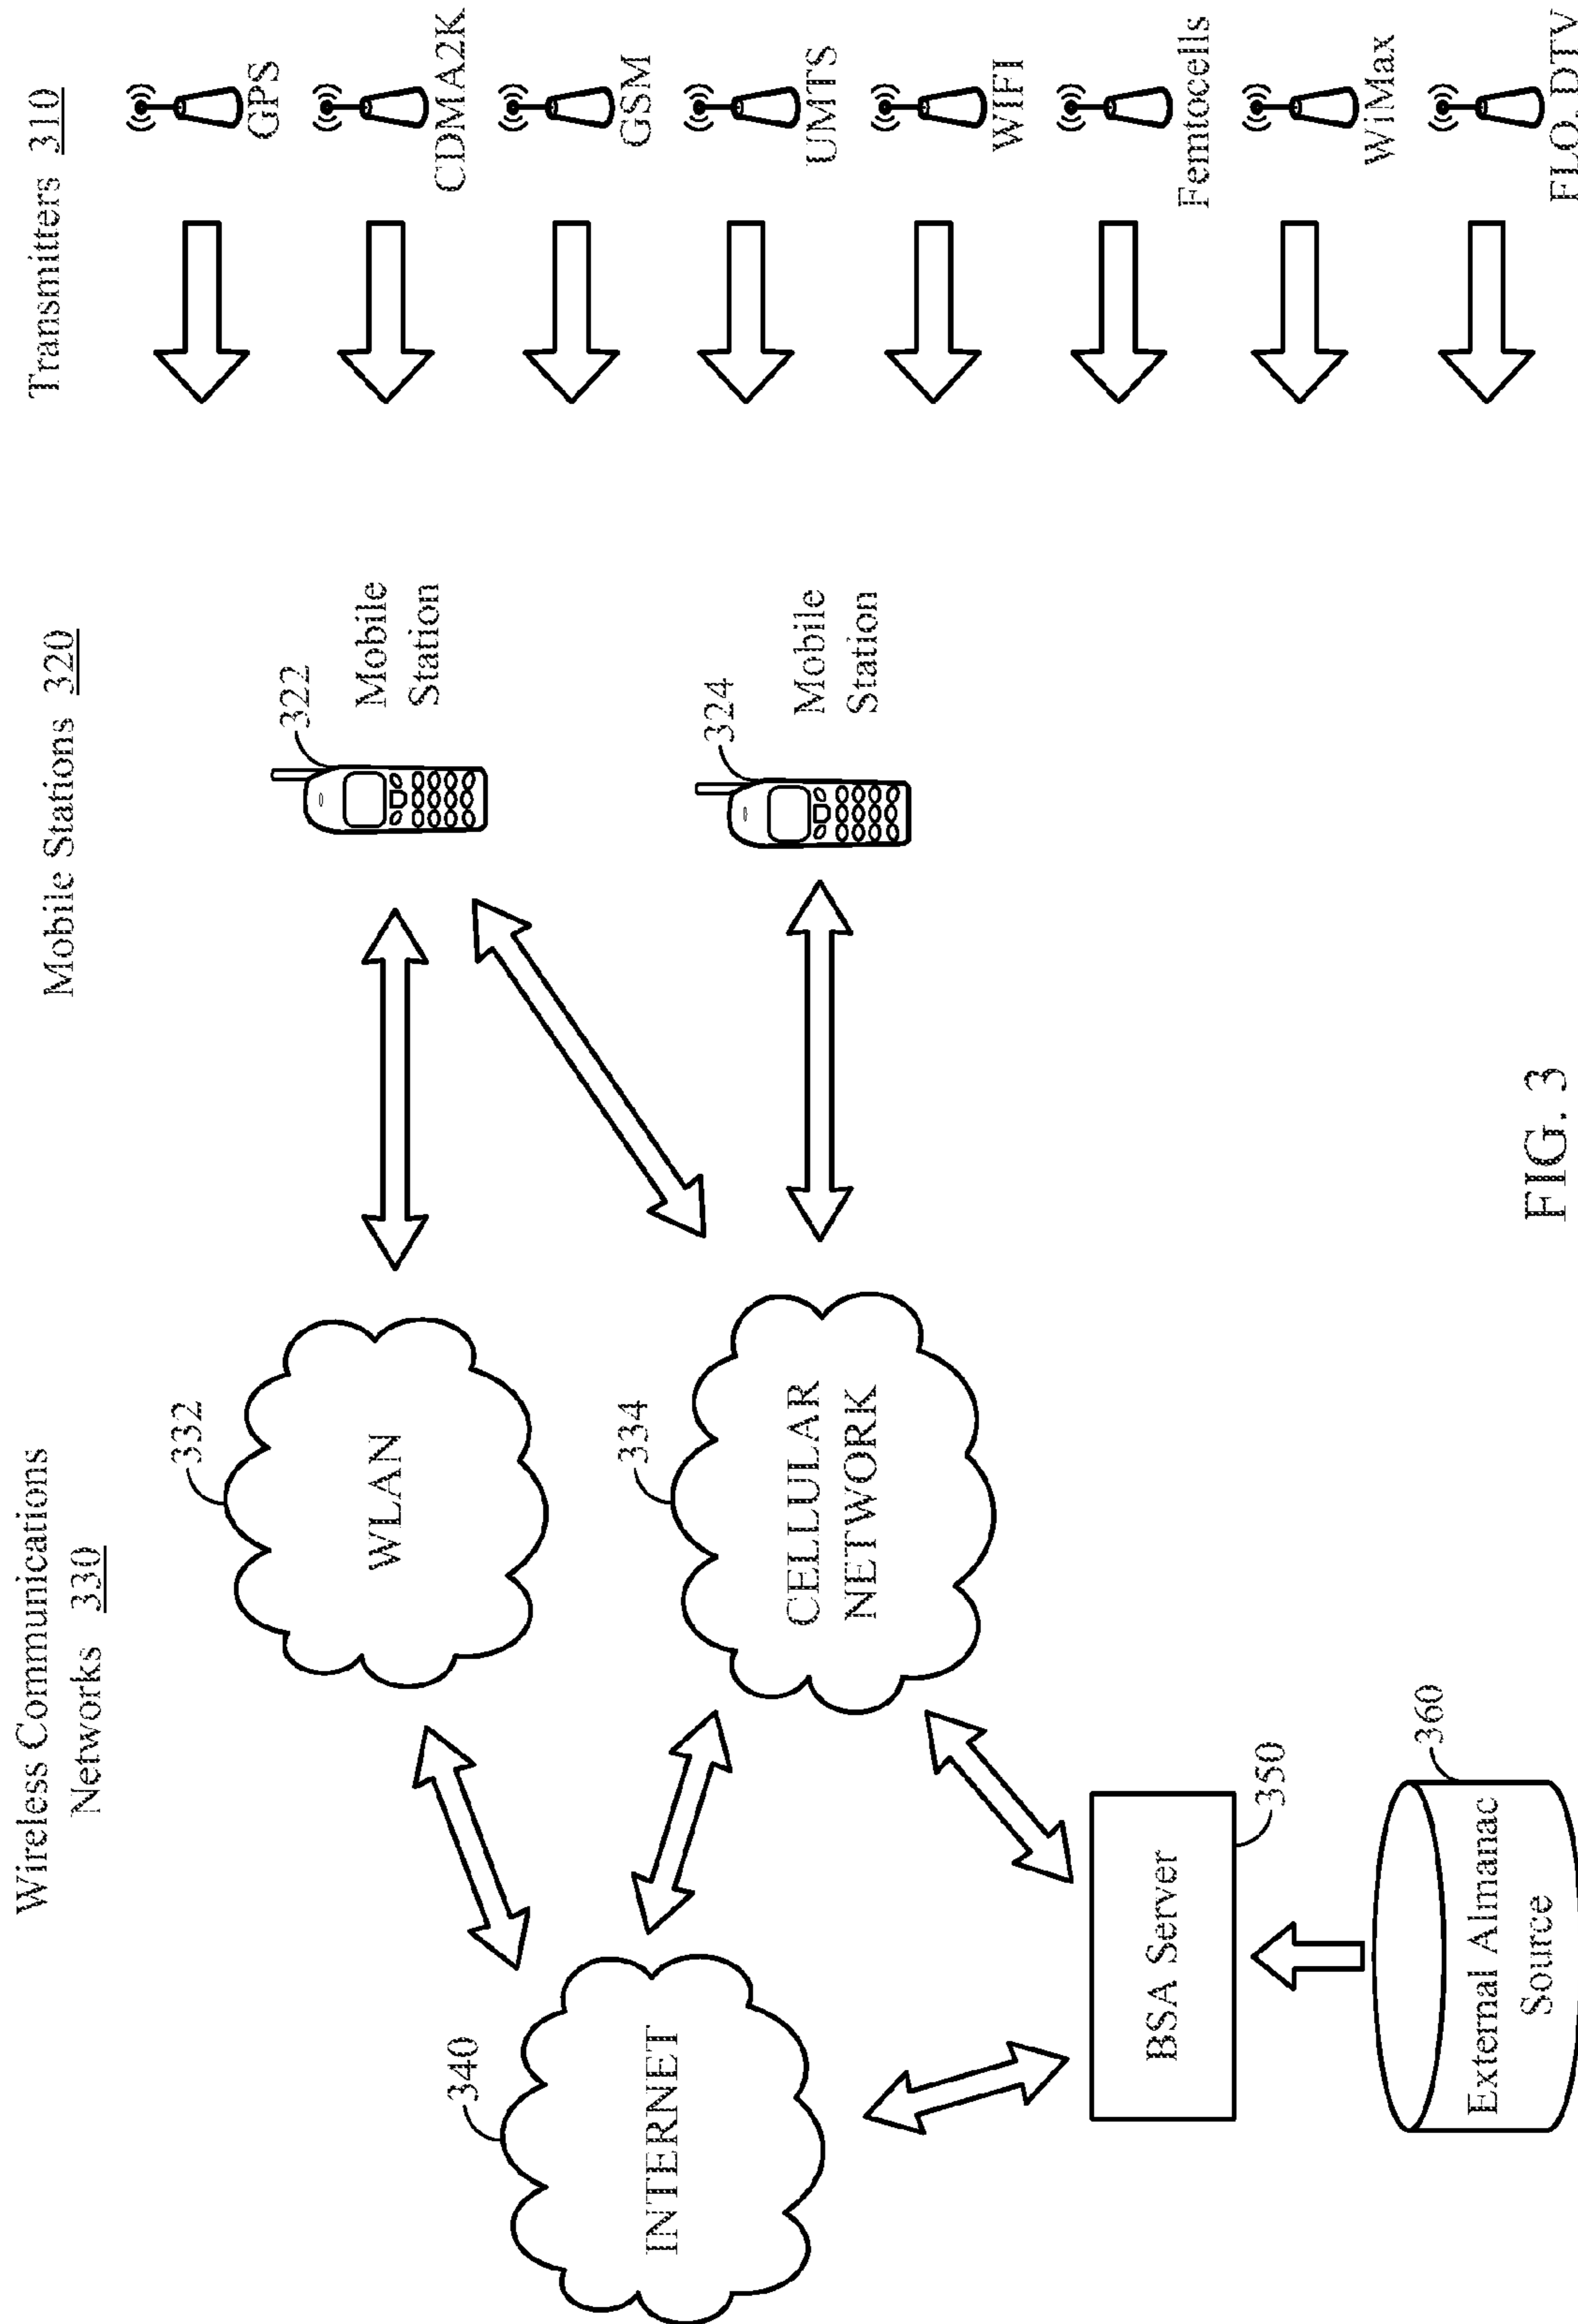 Wireless Communications
Networks 330
Mobile Stations 320
Transmitters 310
332
WLAN
334
CELLULAR
NETWORK
340
INTERNET
BSA Server
350
External Almanac
Source
360
322
Mobile
Station
324
Mobile
Station
GPS
CDMA2K
GSM
UMTS
WIFI
Femtocells
WiMax
FLO, DTV
FIG. 3